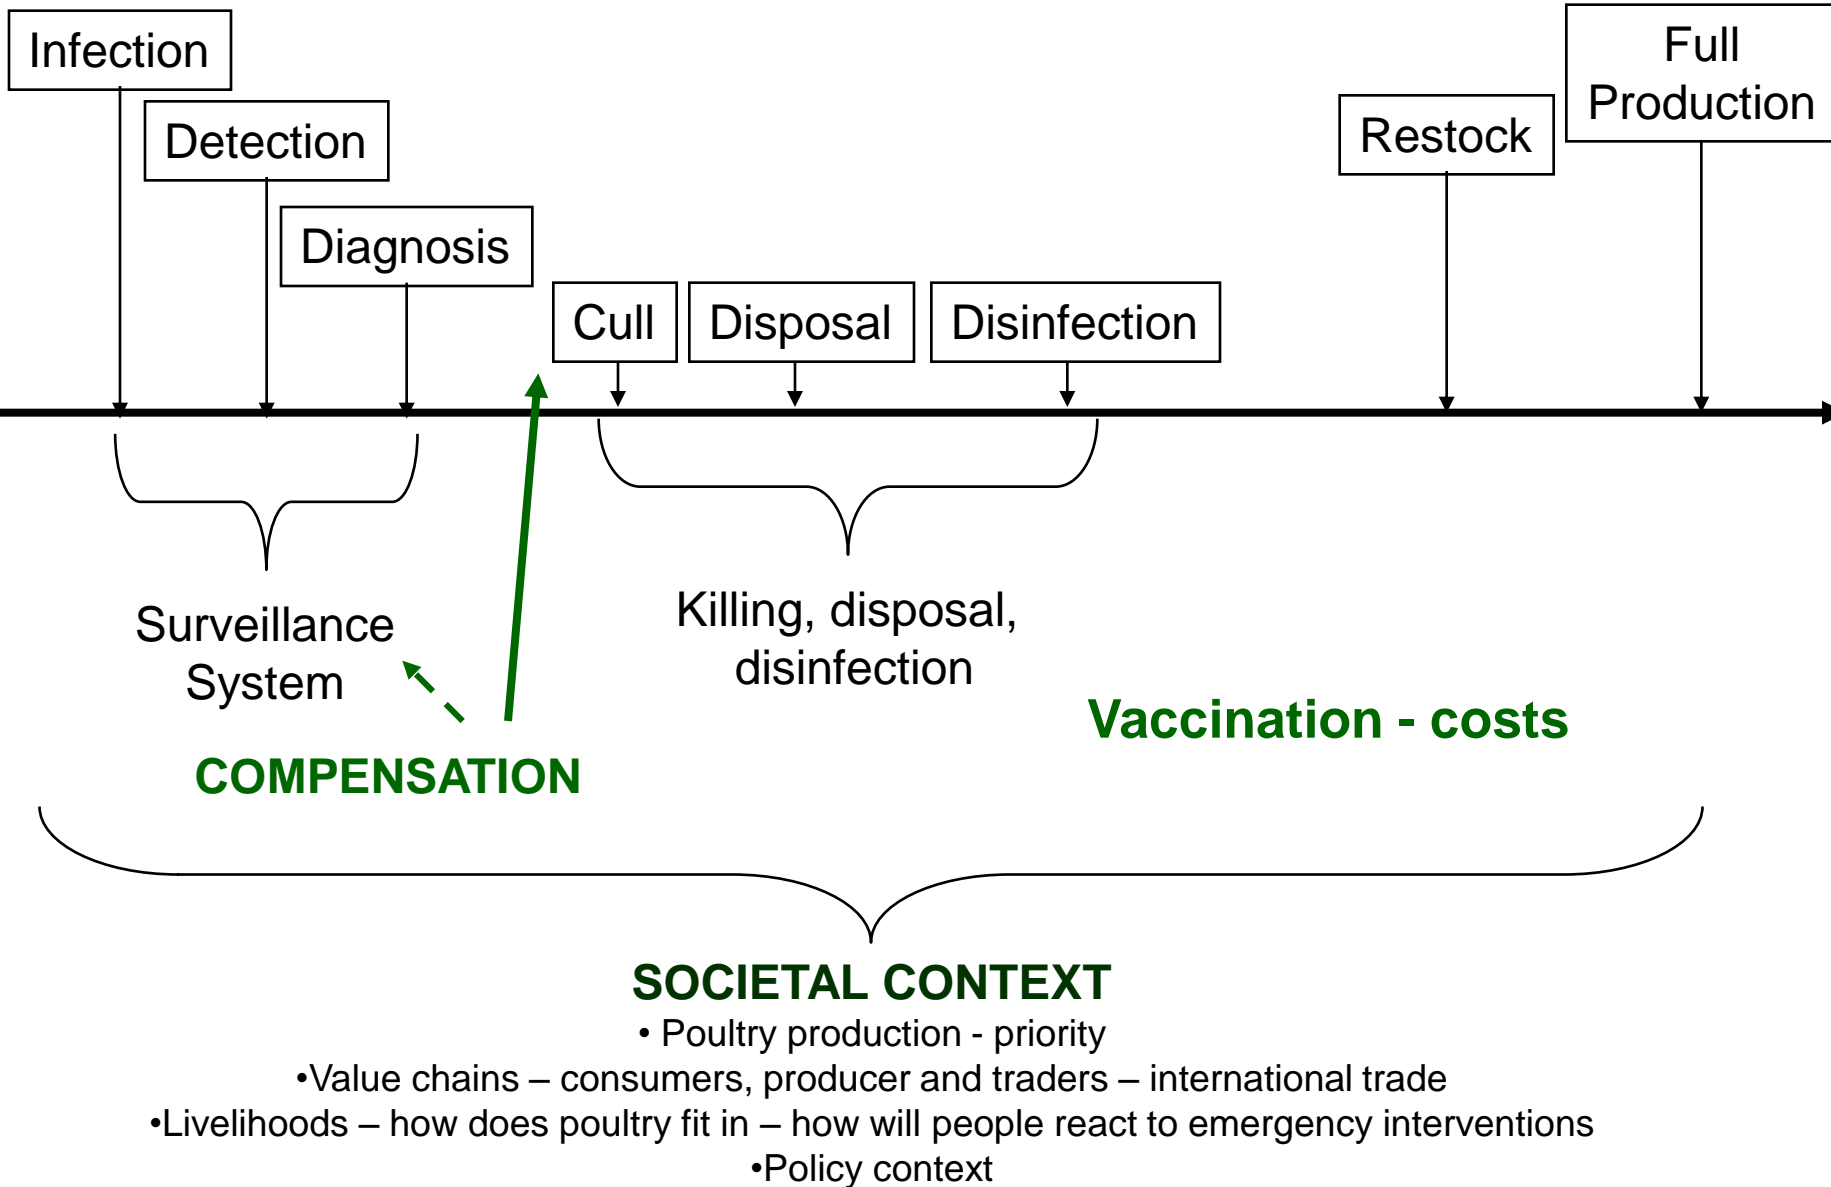 Infection
Detection
Diagnosis
Cull
Disposal
Disinfection
Restock
Full
Production
Surveillance
System
Killing, disposal,
disinfection
COMPENSATION
Vaccination - costs
SOCIETAL CONTEXT
• Poultry production - priority
•Value chains – consumers, producer and traders – international trade
•Livelihoods – how does poultry fit in – how will people react to emergency interventions
•Policy context